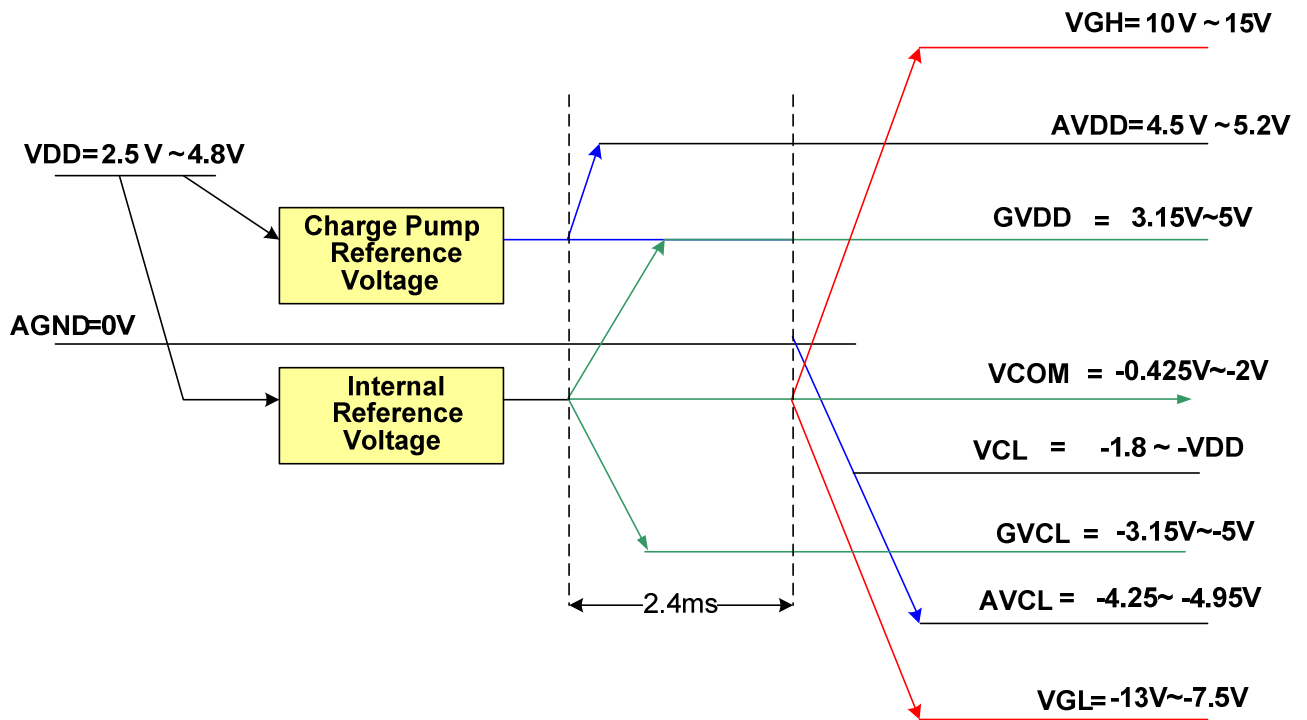 VGH= 10 V ~ 15V
AVDD= 4.5 V ~ 5.2V
VDD= 2.5 V ~ 4.8V
Charge Pump
Reference
Voltage
GVDD = 3.15V~5V
AGND=0V
Internal
Reference
Voltage
VCOM = -0.425V~-2V
VCL = -1.8 ~ -VDD
GVCL = -3.15V~-5V
2.4ms
AVCL = -4.25~ -4.95V
VGL= -13V~-7.5V